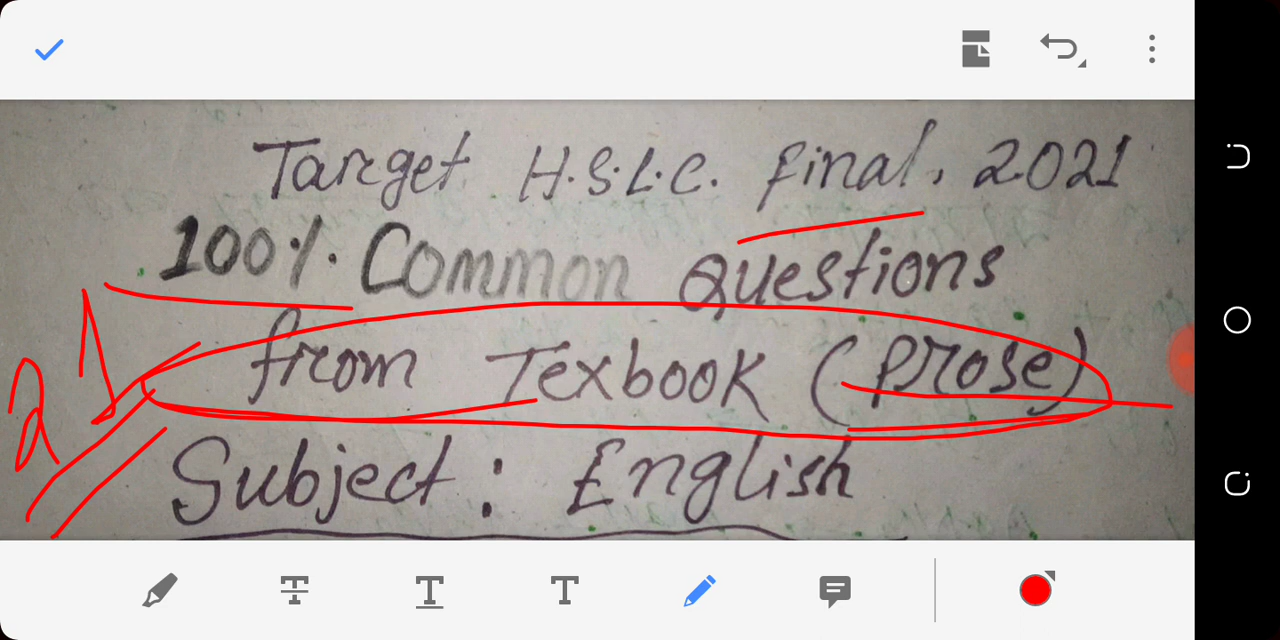 Target H.S.L.C. final, 2021
100%. Common Questions
from Texbook (Prose)
Subject : English